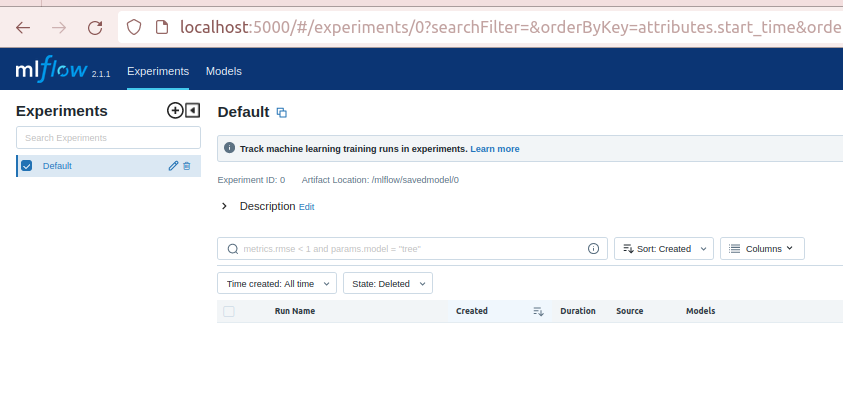 localhost:5000/#/experiments/0?searchFilter=&orderByKey=attributes.start_time&orde
mlflow 2.1.1 Experiments Models
Experiments
Default
Search Experiments
Track machine learning training runs in experiments. Learn more
Default
Experiment ID: 0 Artifact Location: /mlflow/savedmodel/0
Description Edit
metrics.rmse < 1 and params.model = "tree"
Sort: Created
Columns
Time created: All time
State: Deleted
Run Name Created Duration Source Models